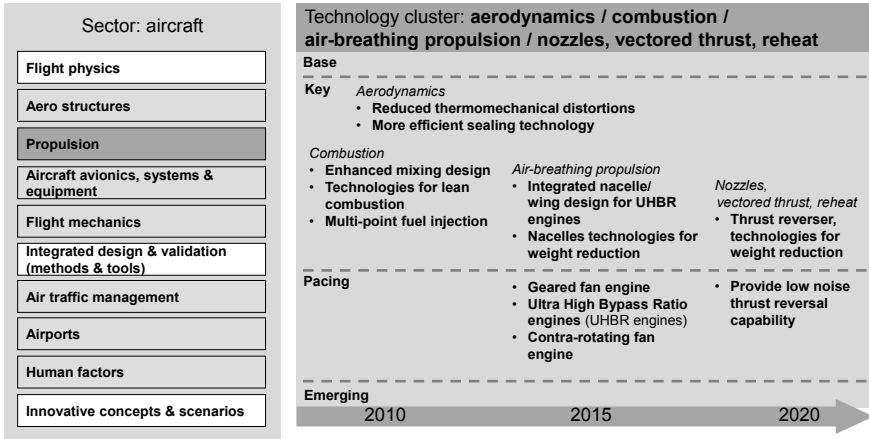 Sector: aircraft
Flight physics
Aero structures
Propulsion
Aircraft avionics, systems &
equipment
Flight mechanics
Integrated design & validation
(methods & tools)
Air traffic management
Airports
Human factors
Innovative concepts & scenarios
Technology cluster: aerodynamics / combustion /
air-breathing propulsion / nozzles, vectored thrust, reheat
Base
Key
Aerodynamics
• Reduced thermomechanical distortions
• More efficient sealing technology
Combustion
• Enhanced mixing design
• Technologies for lean
combustion
• Multi-point fuel injection
Air-breathing propulsion
• Integrated nacelle/
wing design for UHBR
engines
• Nacelles technologies for
weight reduction
Nozzles,
vectored thrust, reheat
• Thrust reverser,
technologies for
weight reduction
Pacing
• Geared fan engine
• Ultra High Bypass Ratio
engines (UHBR engines)
• Contra-rotating fan
engine
• Provide low noise
thrust reversal
capability
Emerging
2010
2015
2020